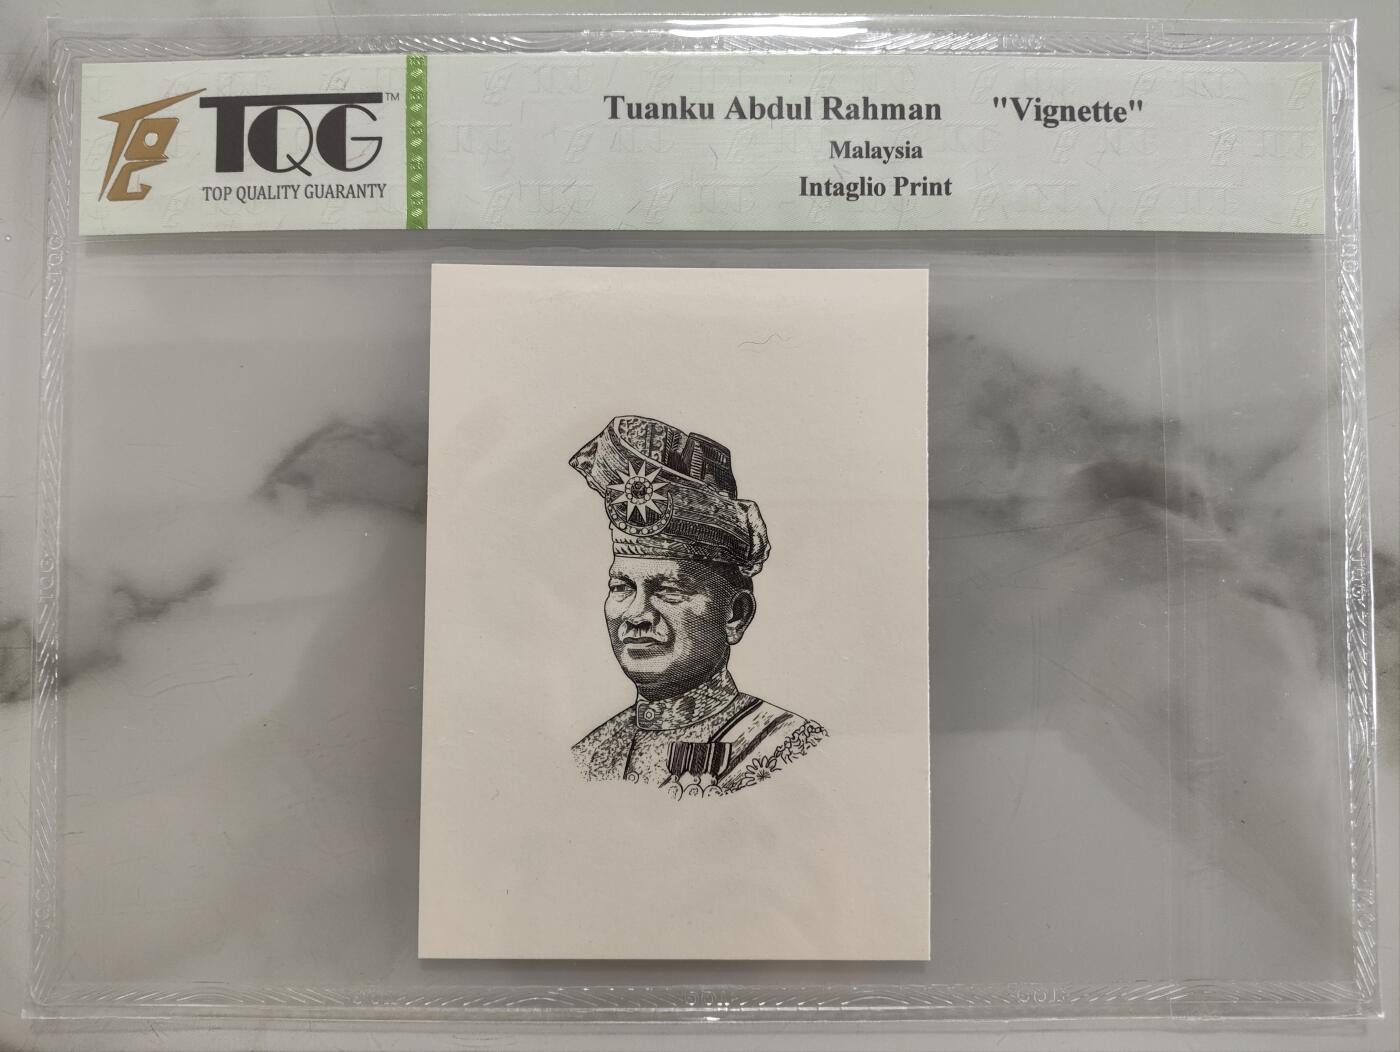 TQG™
TOP QUALITY GUARANTY
Tuanku Abdul Rahman "Vignette"
Malaysia
Intaglio Print